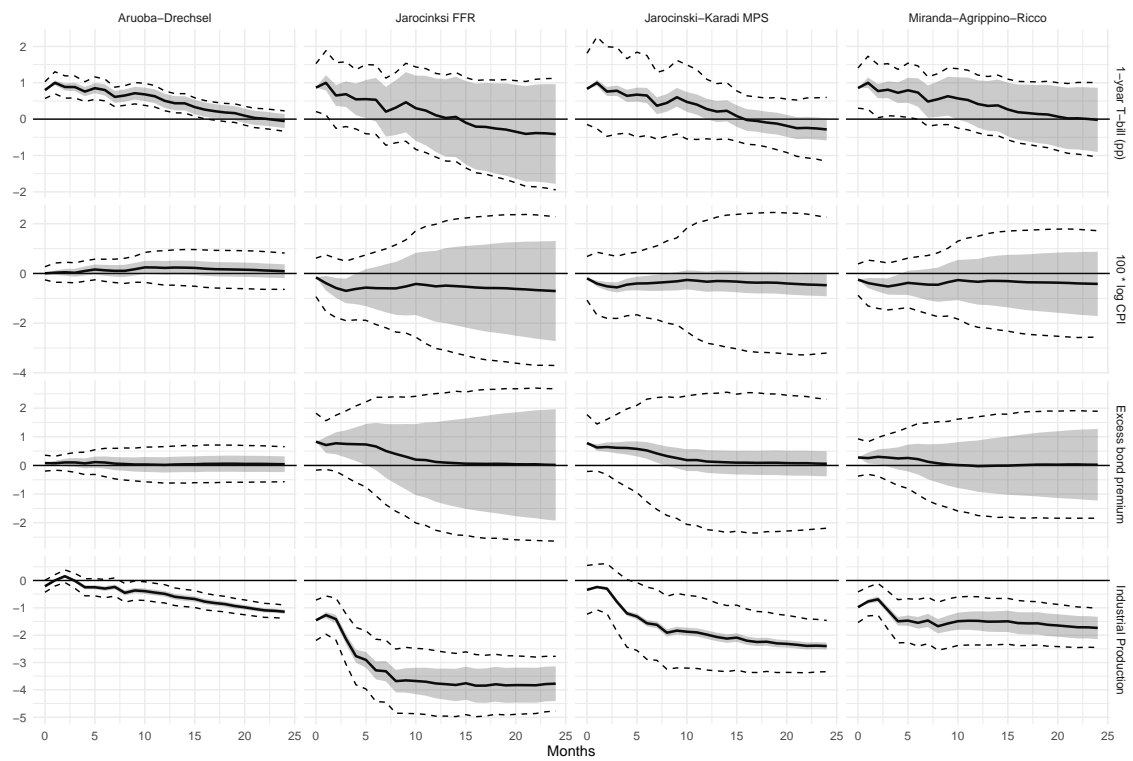 Aruoba−Drechsel Jarocinksi FFR Jarocinski−Karadi MPS Miranda−Agrippino−Ricco
2
1
0
−1
−2
1−year T−bill (pp)
2
0
−2
−4
100 * log CPI
2
1
0
−1
−2
Excess bond premium
0
−1
−2
−3
−4
−5
Industrial Production
0 5 10 15 20 25 0 5 10 15 20 25 0 5 10 15 20 25 0 5 10 15 20 25
Months